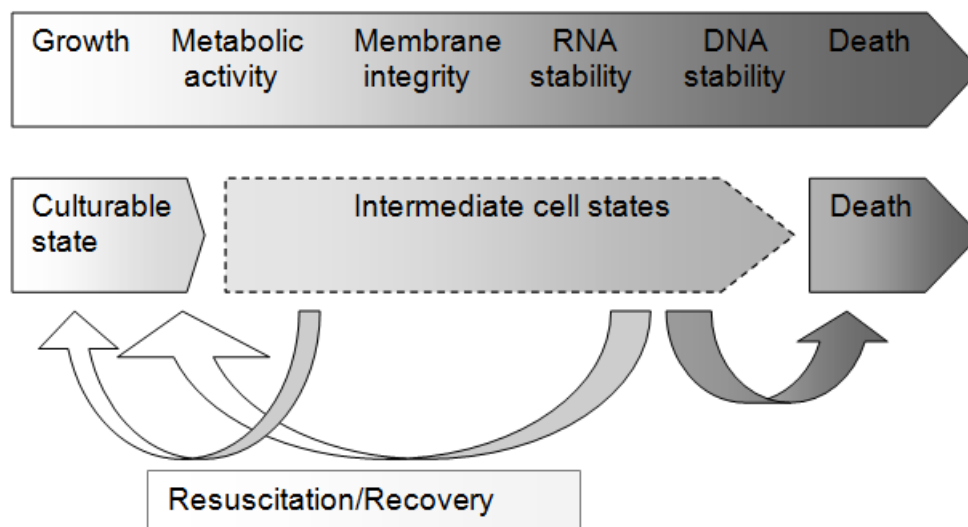 Growth
Metabolic
activity
Membrane
integrity
RNA
stability
DNA
stability
Death
Culturable
state
Intermediate cell states
Death
Resuscitation/Recovery